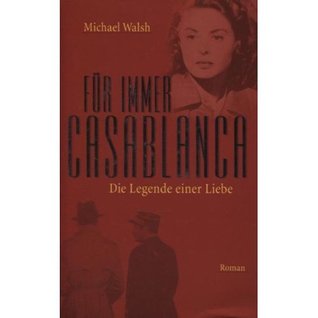 Michael Walsh
FÜR IMMER
CASABLANCA
Die Legende einer Liebe
Roman